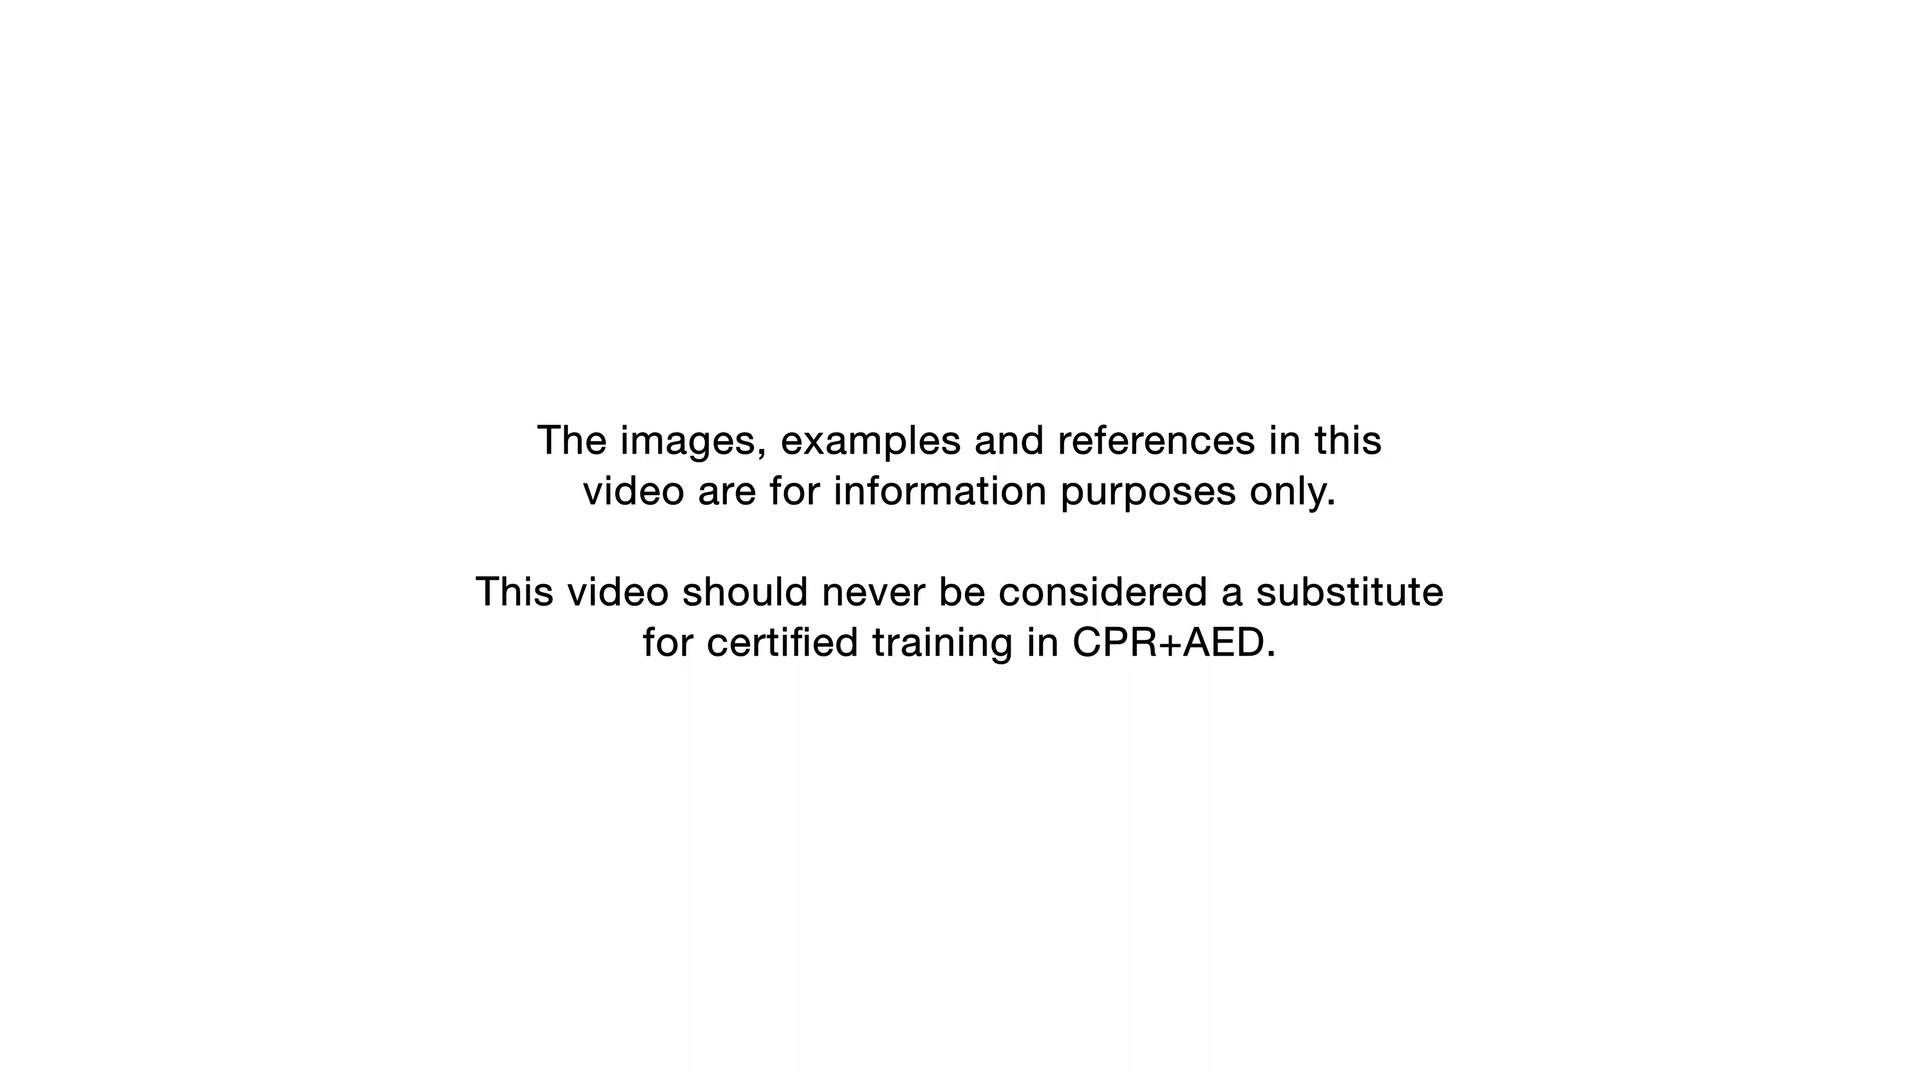 The images, examples and references in this
video are for information purposes only.
This video should never be considered a substitute
for certified training in CPR+AED.